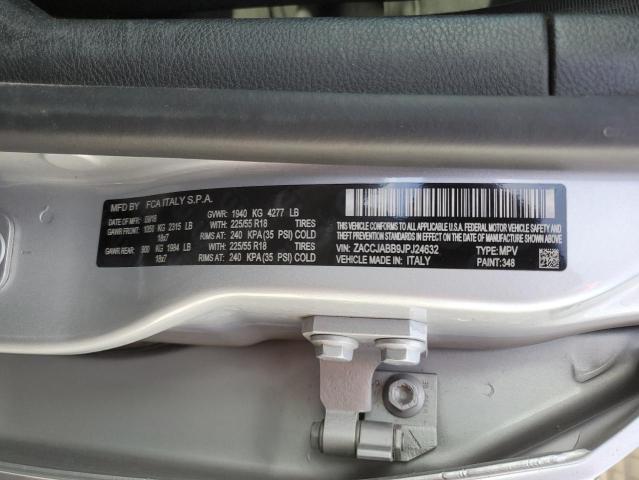 MFD BY FCA ITALY S.P.A.
DATE OF MFR: 09/18 GVWR: 1940 KG 4277 LB
GAWR FRONT: 1050 KG 2315 LB 225/55 R18 TIRES
18x7 RIMS AT: 240 KPA (35 PSI) COLD
GAWR REAR: 900 KG 1984 LB 225/55 R18 TIRES
18x7 RIMS AT: 240 KPA (35 PSI) COLD
THIS VEHICLE CONFORMS TO ALL APPLICABLE U.S.A. FEDERAL MOTOR
VEHICLE SAFETY, BUMPER, AND THEFT PREVENTION STANDARDS IN
EFFECT ON THE DATE OF MANUFACTURE SHOWN ABOVE.
VIN: ZACCJABB9JPJ24632 TYPE: MPV
VEHICLE MADE IN: ITALY PAINT: 348